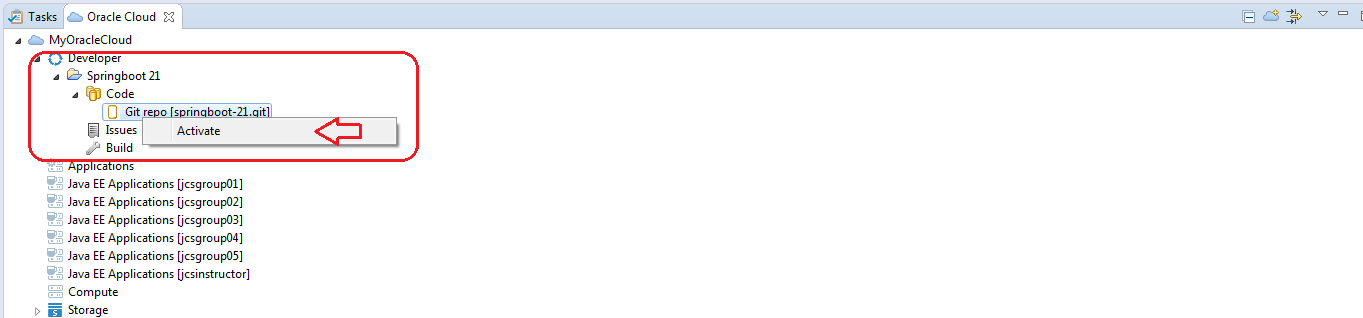 Tasks Oracle Cloud
MyOracleCloud
Developer
Springboot 21
Code
Git repo [springboot-21.git]
Issues
Activate
Build
Applications
Java EE Applications [jcsgroup01]
Java EE Applications [jcsgroup02]
Java EE Applications [jcsgroup03]
Java EE Applications [jcsgroup04]
Java EE Applications [jcsgroup05]
Java EE Applications [jcsinstructor]
Compute
Storage